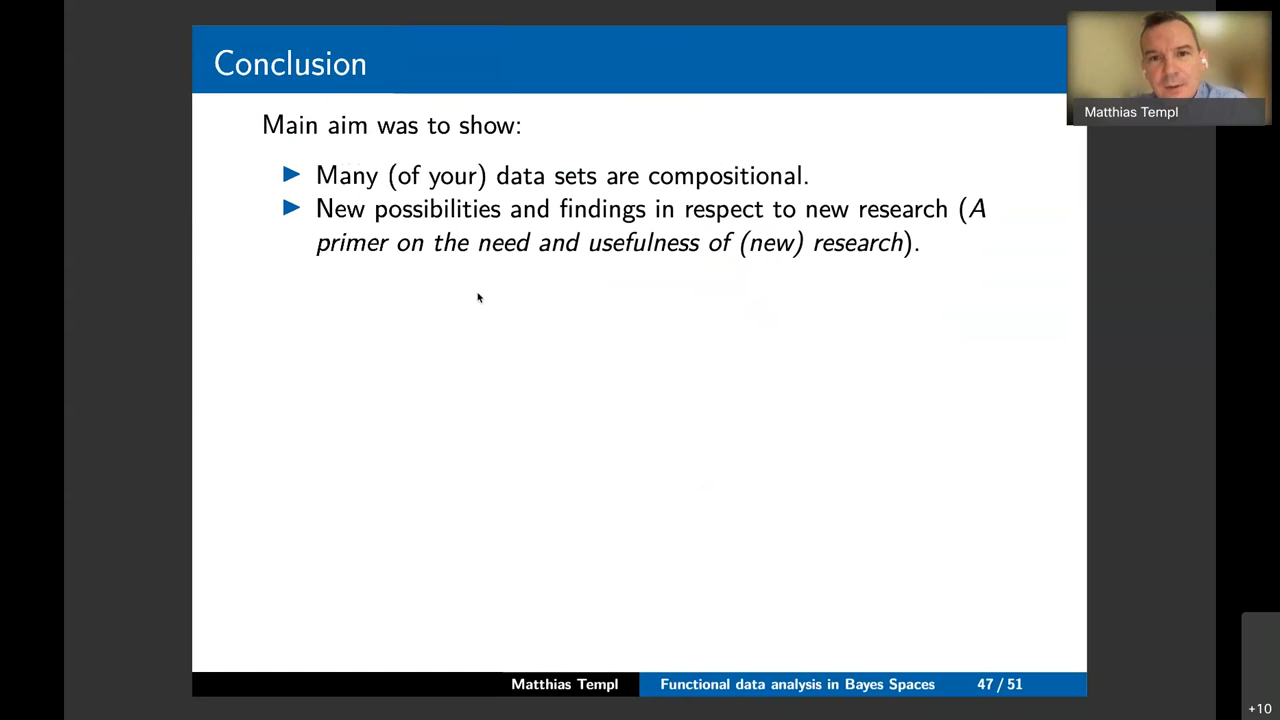 Conclusion
Matthias Templ
Main aim was to show:
▶ Many (of your) data sets are compositional.
▶ New possibilities and findings in respect to new research (A
primer on the need and usefulness of (new) research).
Matthias Templ
Functional data analysis in Bayes Spaces
47 / 51
+10